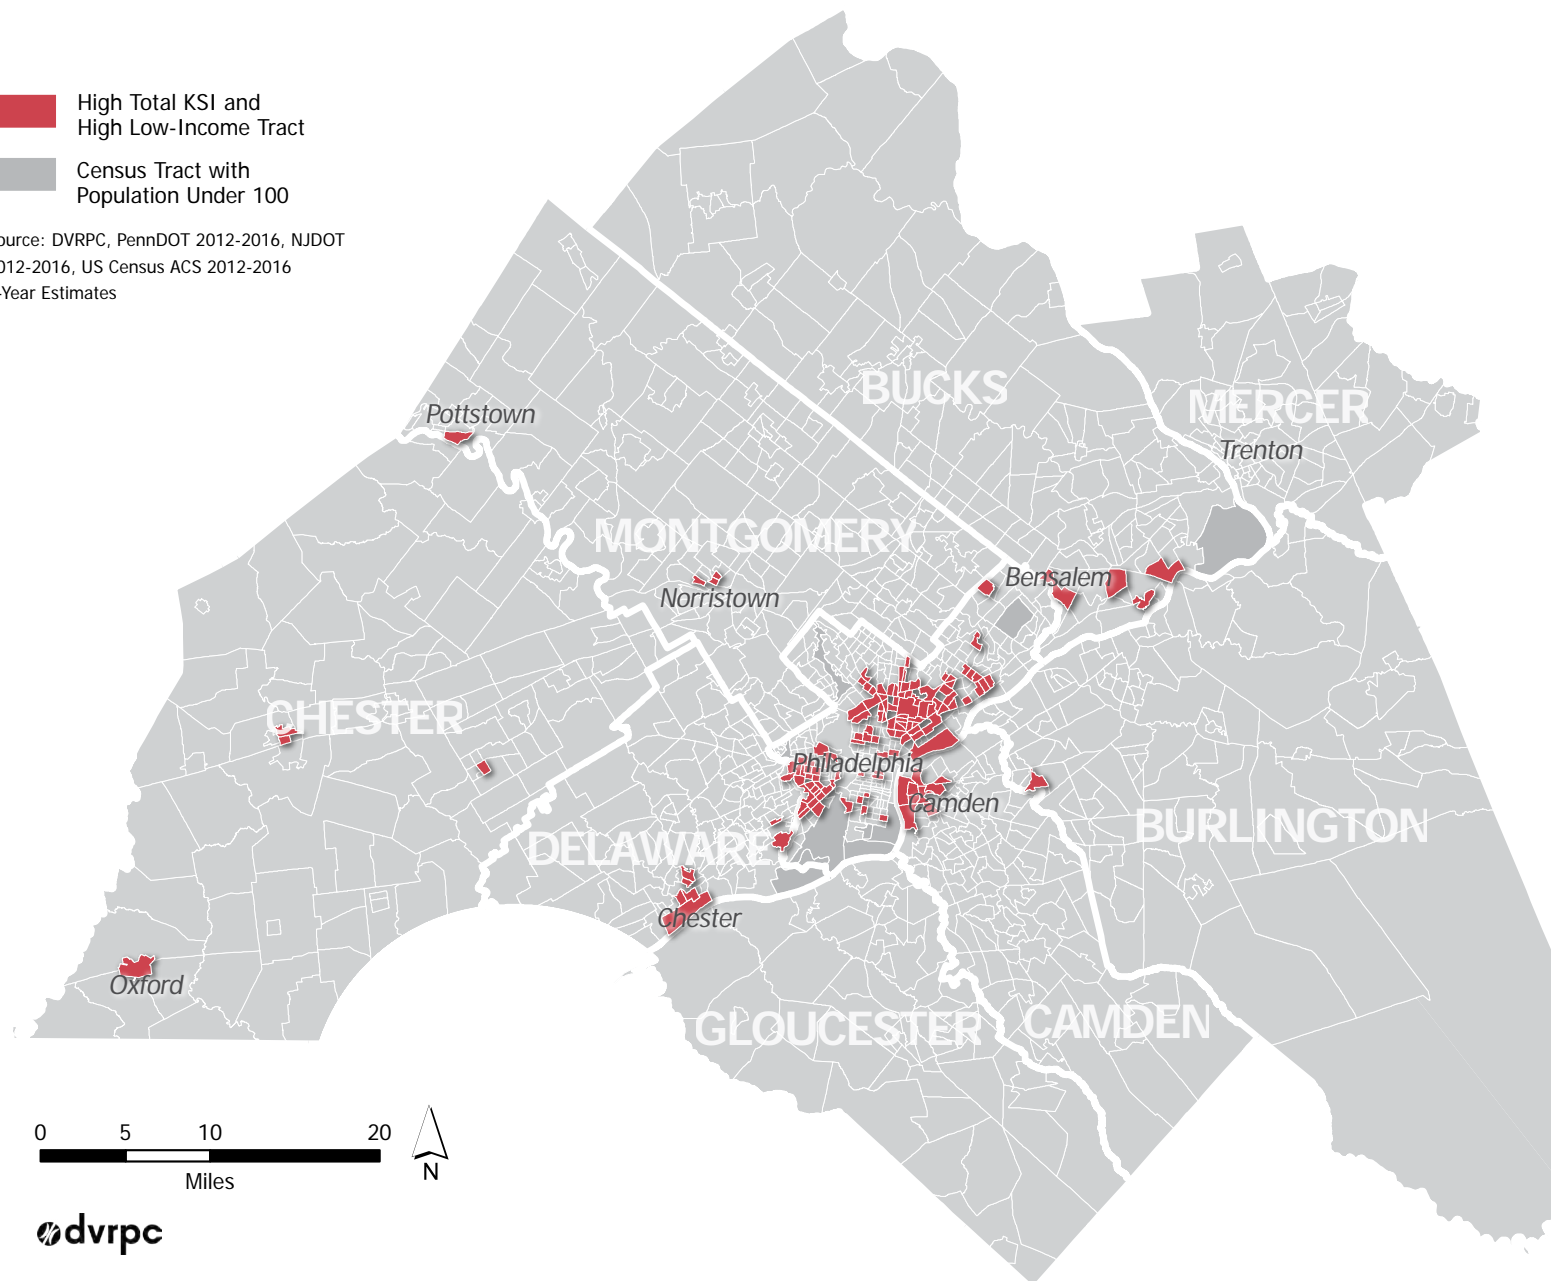 High Total KSI and
High Low-Income Tract
Census Tract with
Population Under 100
ource: DVRPC, PennDOT 2012-2016, NJDOT
012-2016, US Census ACS 2012-2016
-Year Estimates
BUCKS
MERCER
Pottstown
Trenton
MONTGOMERY
Bensalem
Norristown
CHESTER
Philadelphia
Camden
BURLINGTON
DELAWARE
Chester
Oxford
GLOUCESTER
CAMDEN
0 5 10 20
Miles
N
dvrpc